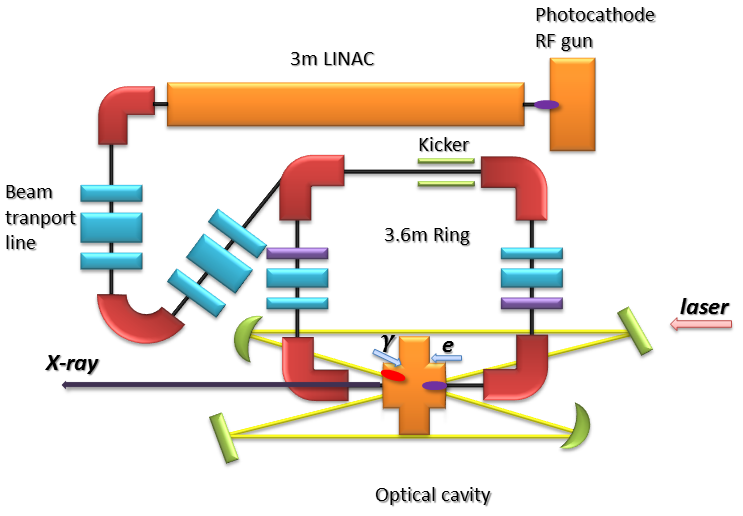 Photocathode
RF gun
3m LINAC
Kicker
Beam
tranport
line
3.6m Ring
laser
γ
e
X-ray
Optical cavity